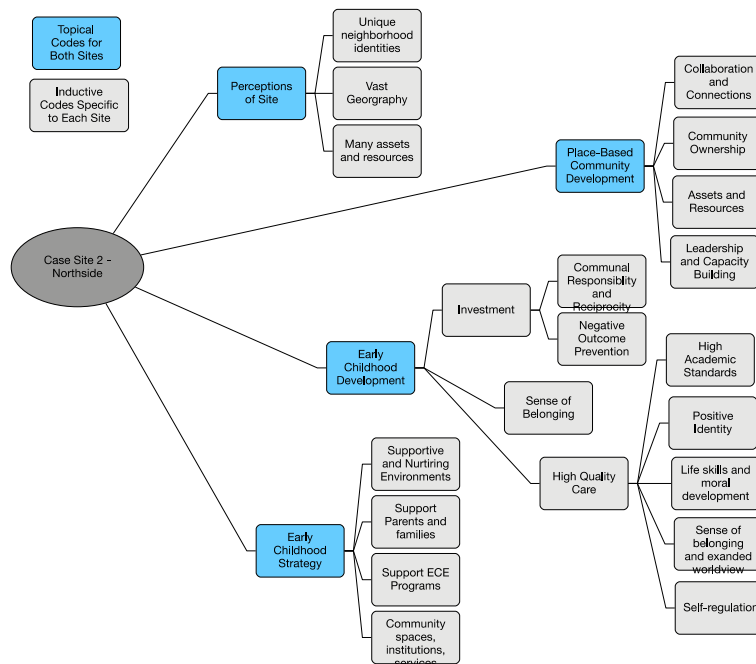 Topical
Codes for
Both Sites
Inductive
Codes Specific
to Each Site
Perceptions
of Site
Unique
neighborhood
identities
Vast
Georgraphy
Many assets
and resources
Place-Based
Community
Development
Collaboration
and
Connections
Community
Ownership
Assets and
Resources
Leadership
and Capacity
Building
Case Site 2 -
Northside
Early
Childhood
Development
Investment
Communal
Responsiblity
and
Reciprocity
Negative
Outcome
Prevention
Sense of
Belonging
High Quality
Care
High
Academic
Standards
Positive
Identity
Life skills and
moral
development
Sense of
belonging
and exanded
worldview
Self-regulation
Early
Childhood
Strategy
Supportive
and Nurtiring
Environments
Support
Parents and
families
Support ECE
Programs
Community
spaces,
institutions,
services